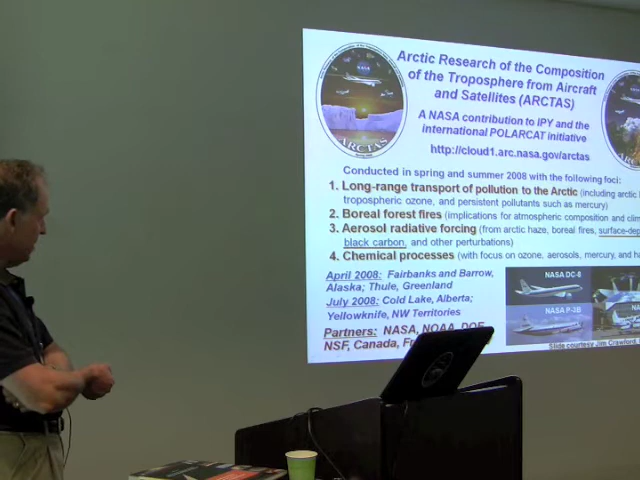 Arctic Research of the Composition
of the Troposphere from Aircraft
and Satellites (ARCTAS)
A NASA contribution to IPY and the
international POLARCAT initiative
http://cloud1.arc.nasa.gov/arctas
ARCTAS
Conducted in spring and summer 2008 with the following foci:
1. Long-range transport of pollution to the Arctic (including arctic
tropospheric ozone, and persistent pollutants such as mercury)
2. Boreal forest fires (implications for atmospheric composition and
3. Aerosol radiative forcing (from arctic haze, boreal fires,
black carbon, and other perturbations)
4. Chemical processes (with focus on ozone, aerosols, mercury, and
April 2008: Fairbanks and Barrow,
Alaska; Thule, Greenland
July 2008: Cold Lake, Alberta;
Yellowknife, NW Territories
Partners: NASA, NOAA, DOE,
NSF, Canada,
NASA DC-8
NASA P-3B
Slide courtesy Jim Crawford,